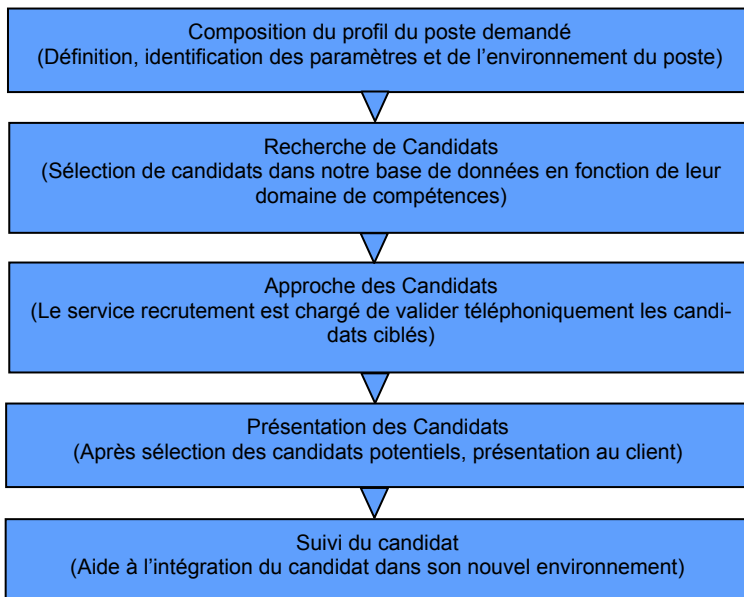 Composition du profil du poste demandé
(Définition, identification des paramètres et de l'environnement du poste)
Recherche de Candidats
(Sélection de candidats dans notre base de données en fonction de leur
domaine de compétences)
Approche des Candidats
(Le service recrutement est chargé de valider téléphoniquement les candi-
dats ciblés)
Présentation des Candidats
(Après sélection des candidats potentiels, présentation au client)
Suivi du candidat
(Aide à l'intégration du candidat dans son nouvel environnement)